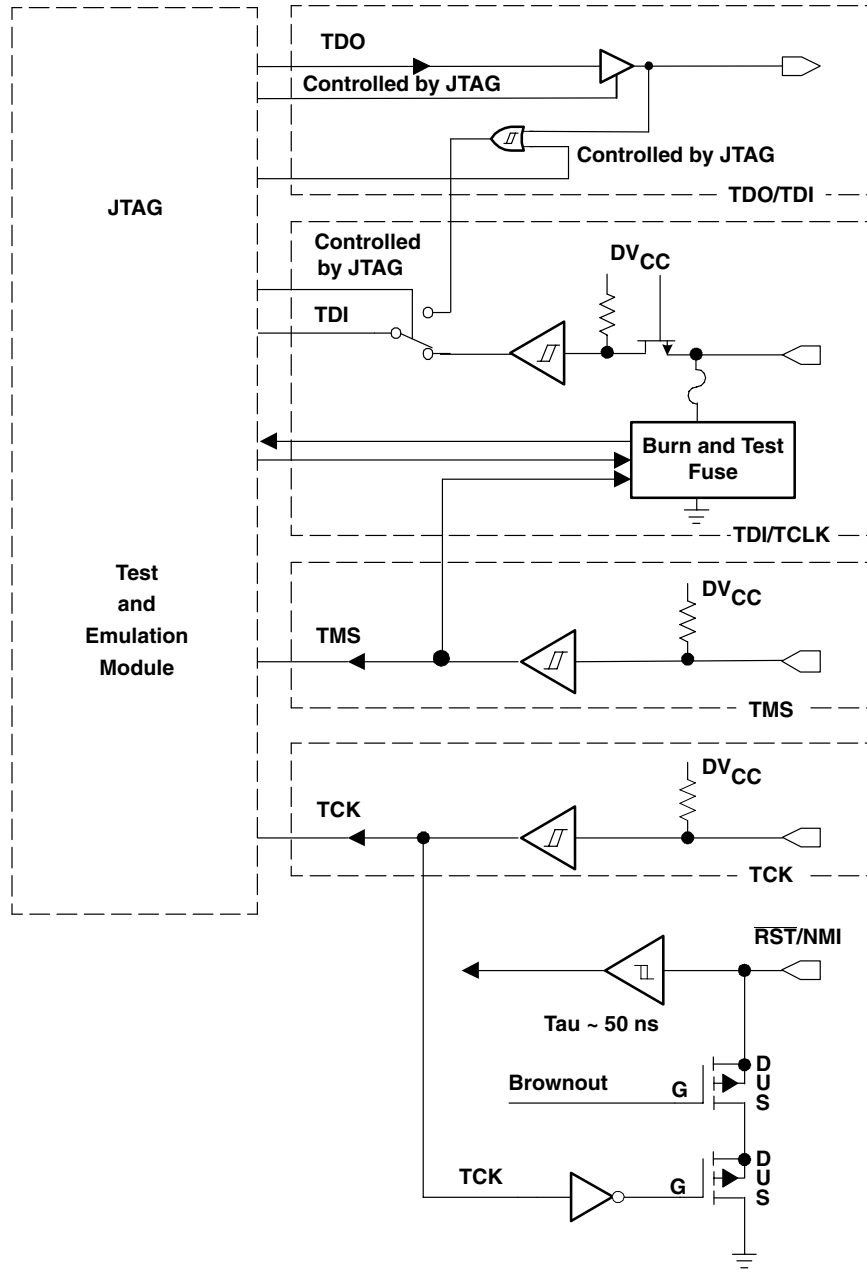 TDO
Controlled by JTAG
Controlled by JTAG
TDO/TDI
JTAG
Controlled
by JTAG
TDI
DVCC
Burn and Test
Fuse
TDI/TCLK
Test
and
Emulation
Module
TMS
DVCC
TMS
TCK
DVCC
TCK
RST/NMI
Tau ~ 50 ns
Brownout
G
D
U
S
TCK
G
D
U
S